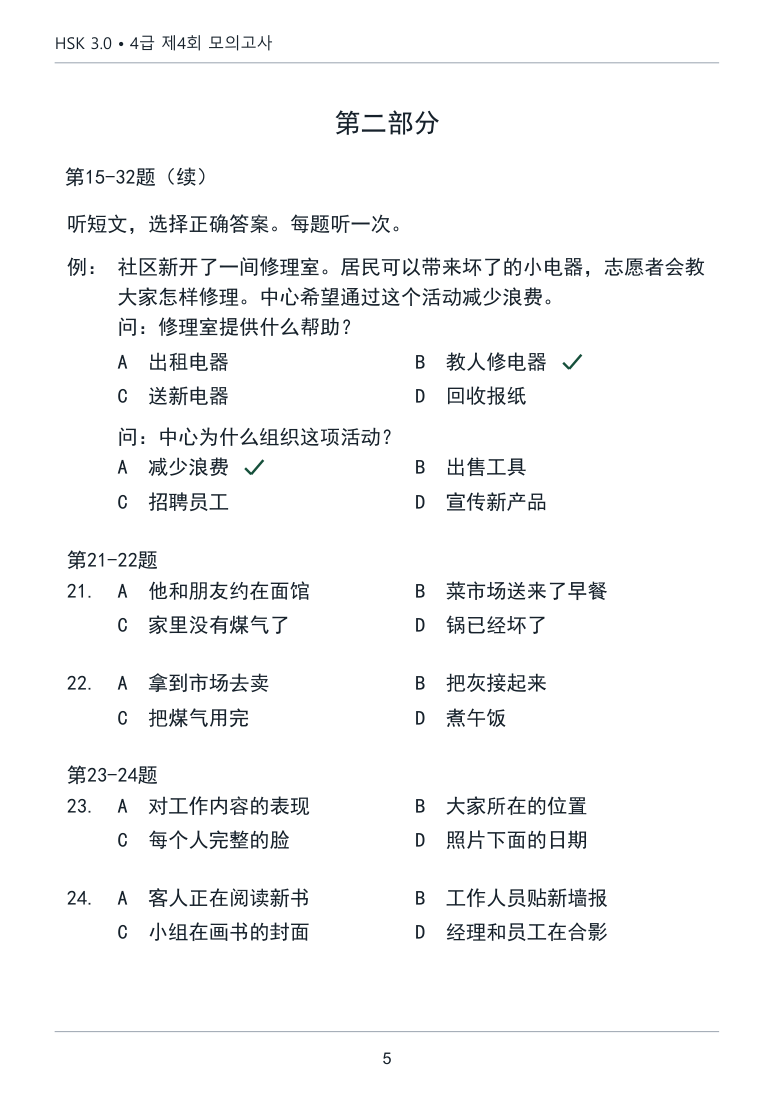 HSK 3.0 • 4급 제4회 모의고사
第二部分
第15-32题（续）
听短文，选择正确答案。每题听一次。
例： 社区新开了一间修理室。居民可以带来坏了的小电器，志愿者会教
大家怎样修理。中心希望通过这个活动减少浪费。
问：修理室提供什么帮助？
A 出租电器 B 教人修电器 ✓
C 送新电器 D 回收报纸
问：中心为什么组织这项活动？
A 减少浪费 ✓ B 出售工具
C 招聘员工 D 宣传新产品
第21-22题
21. A 他和朋友约在面馆 B 菜市场送来了早餐
C 家里没有煤气了 D 锅已经坏了
22. A 拿到市场去卖 B 把灰接起来
C 把煤气用完 D 煮午饭
第23-24题
23. A 对工作内容的表现 B 大家所在的位置
C 每个人完整的脸 D 照片下面的日期
24. A 客人正在阅读新书 B 工作人员贴新墙报
C 小组在画书的封面 D 经理和员工在合影
5